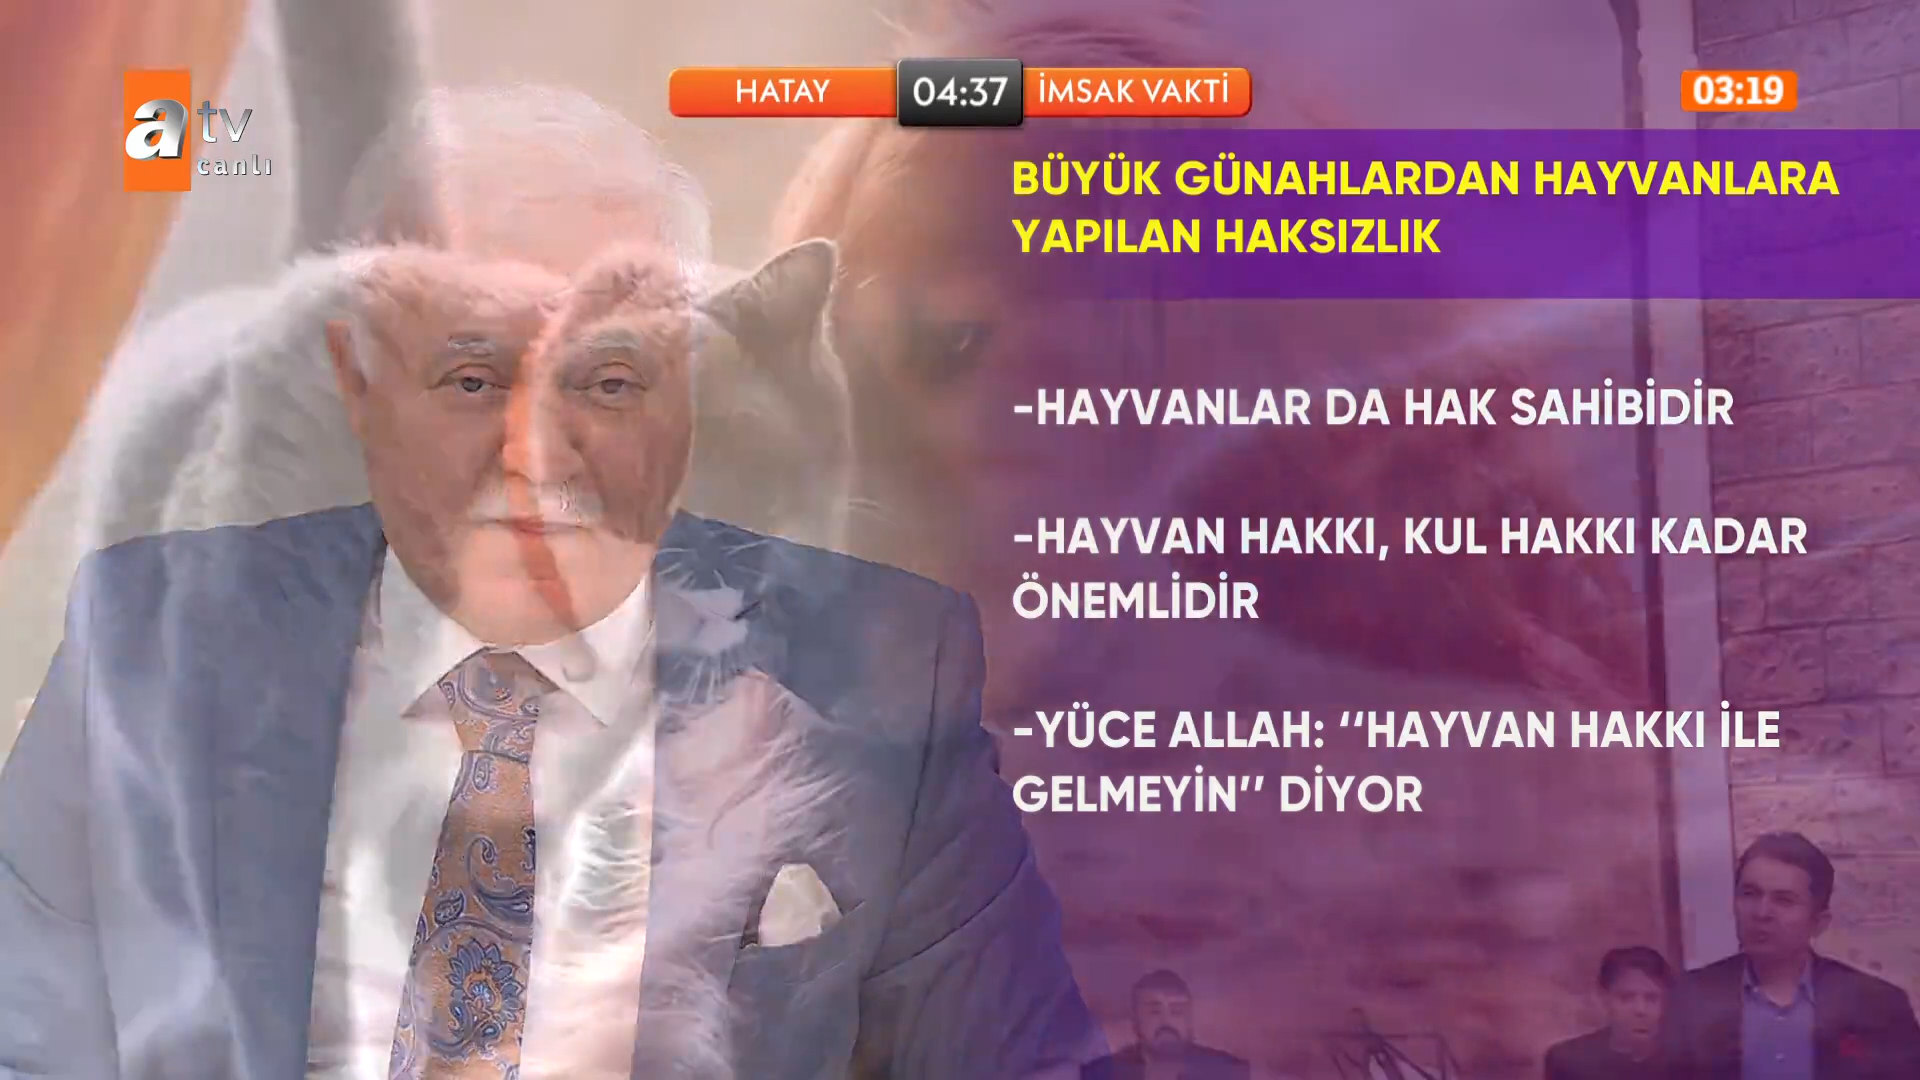 HATAY 04:37 İMSAK VAKTİ
03:19
a tv
canlı
BÜYÜK GÜNAHLARDAN HAYVANLARA
YAPILAN HAKSIZLIK
-HAYVANLAR DA HAK SAHİBİDİR
-HAYVAN HAKKI, KUL HAKKI KADAR
ÖNEMLİDİR
-YÜCE ALLAH: ‘‘HAYVAN HAKKI İLE
GELMEYİN’’ DİYOR